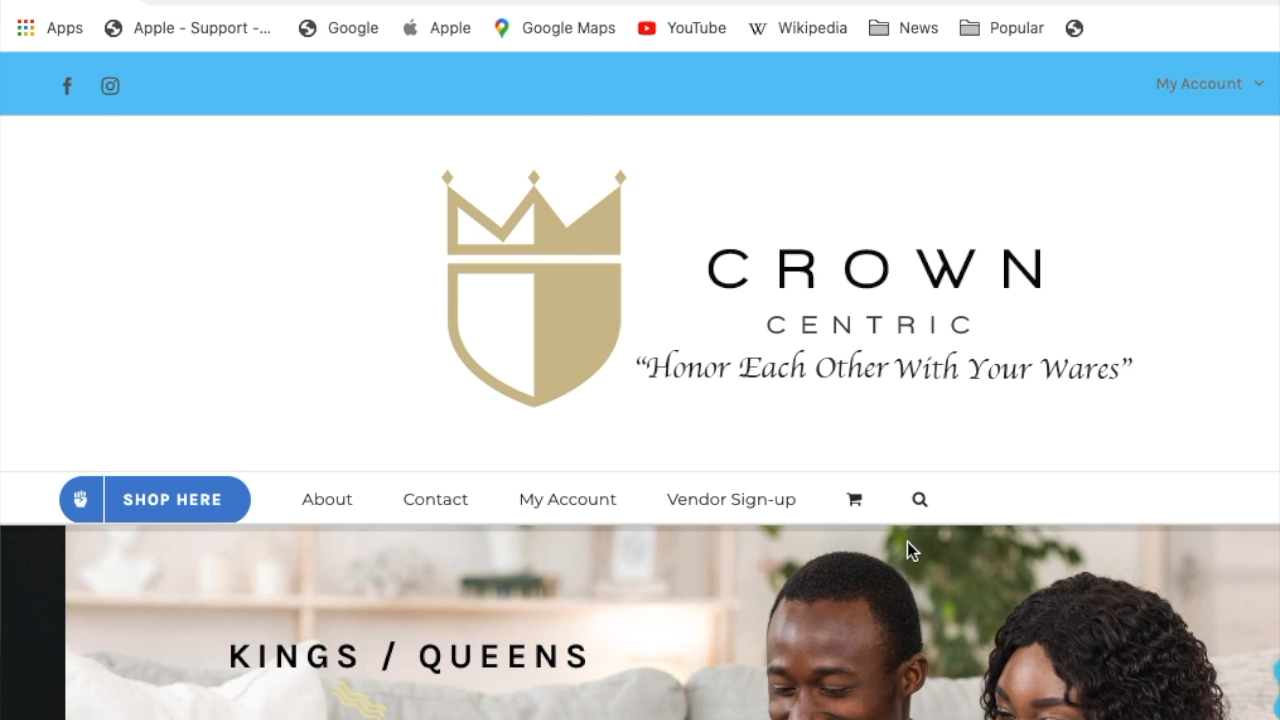 Apps Apple - Support -... Google Apple Google Maps YouTube Wikipedia News Popular
My Account
CROWN
CENTRIC
“Honor Each Other With Your Wares”
SHOP HERE About Contact My Account Vendor Sign-up
KINGS / QUEENS